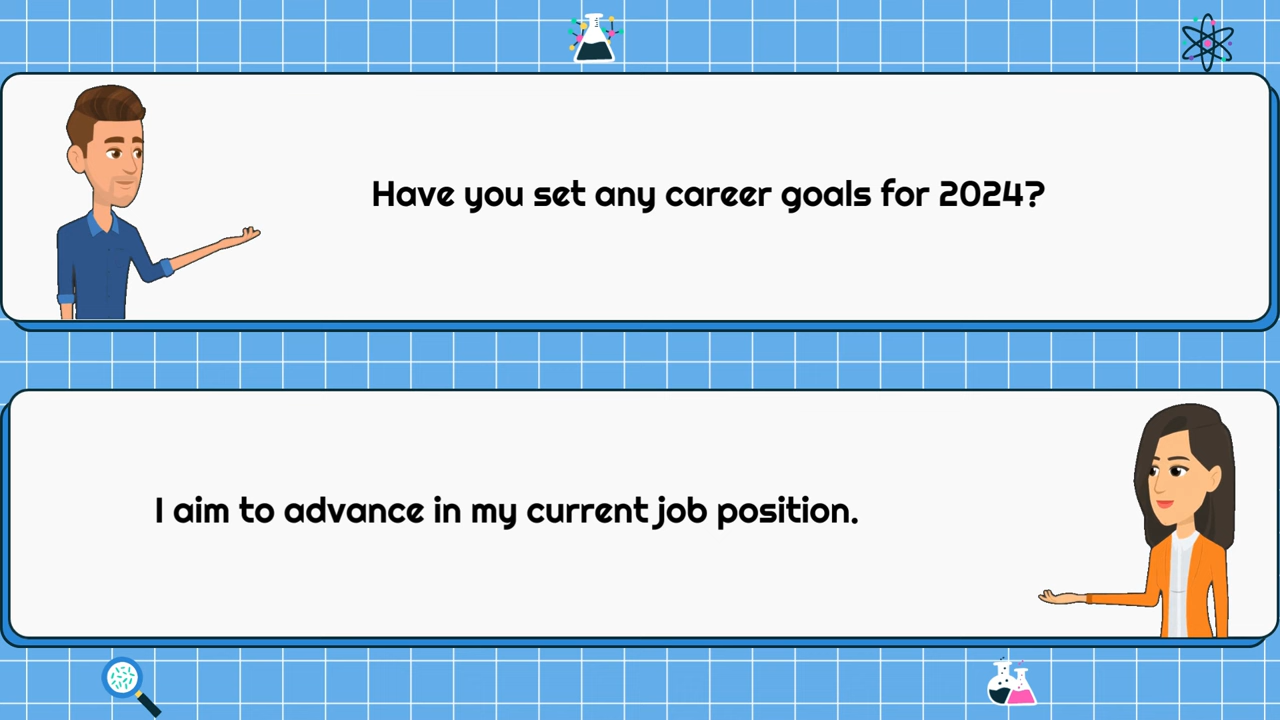 Have you set any career goals for 2024?
I aim to advance in my current job position.